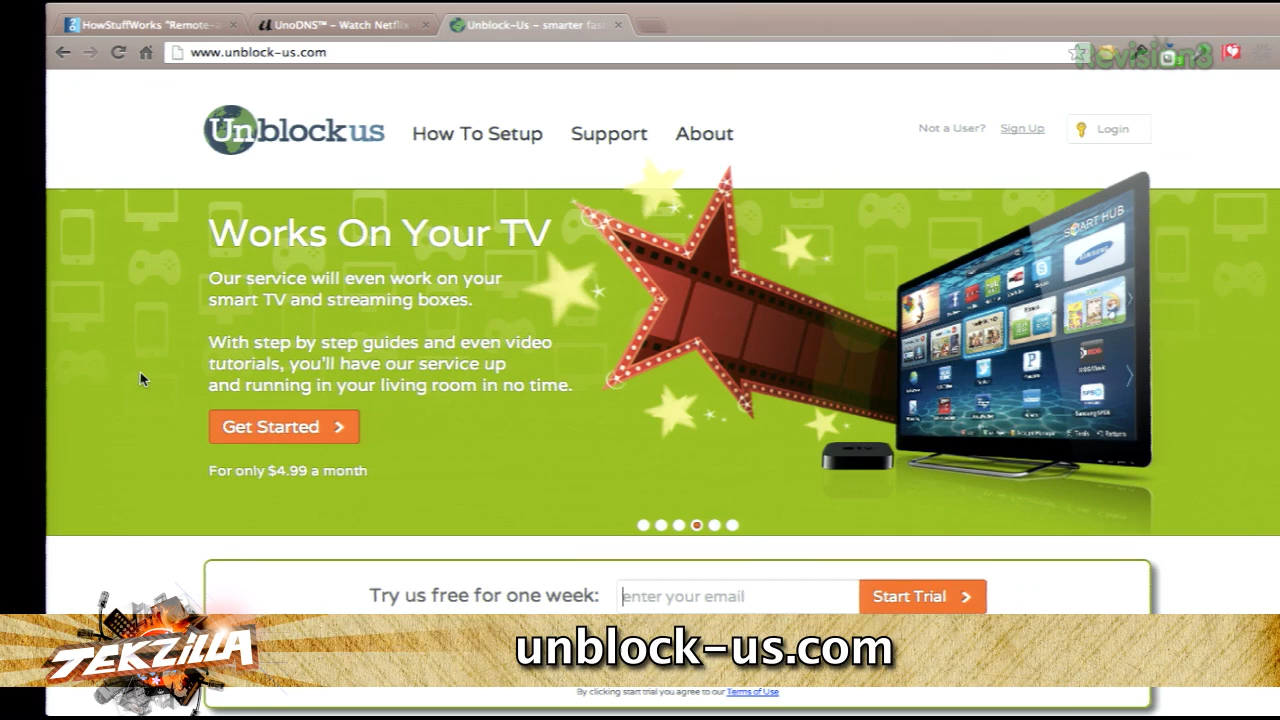 HowStuffWorks "Remote-
UnoDNS™ – Watch Netflix
Unblock-Us – smarter fas
www.unblock-us.com
Revision3
Unblockus
How To Setup
Support
About
Not a User?
Sign Up
Login
Works On Your TV
Our service will even work on your
smart TV and streaming boxes.
With step by step guides and even video
tutorials, you'll have our service up
and running in your living room in no time.
Get Started
For only $4.99 a month
SMART HUB
SAMSUNG
Try us free for one week:
enter your email
Start Trial
TEKZILLA
unblock-us.com
By clicking start trial you agree to our Terms of Use